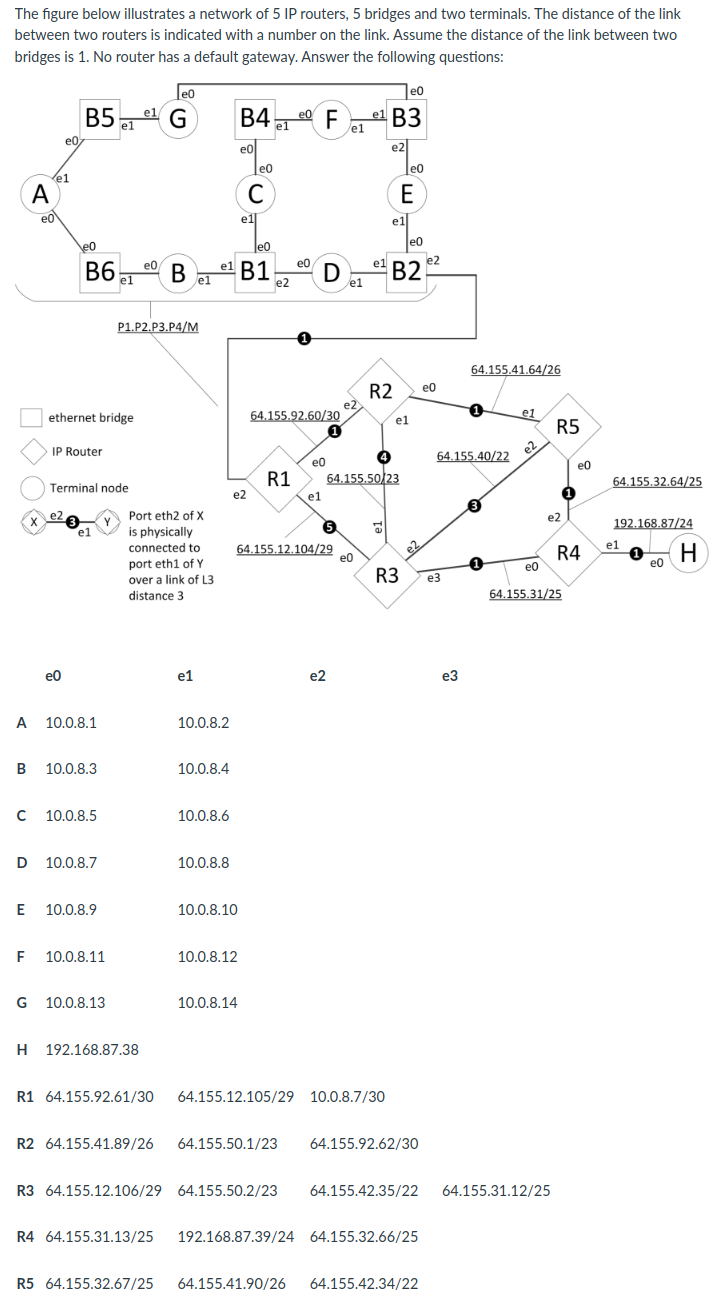 The figure below illustrates a network of 5 IP routers, 5 bridges and two terminals. The distance of the link
between two routers is indicated with a number on the link. Assume the distance of the link between two
bridges is 1. No router has a default gateway. Answer the following questions:
e0 e0
B5 e1 e1 G B4 e1 e0 F e1 e1 B3
e0 e0 e2
e1 e0 e0
A C E
e0 e1 e1
e0 e0 e0
B6 e1 e0 B e1 e1 B1 e2 e0 D e1 e1 B2 e2
P1.P2.P3.P4/M
1
64.155.41.64/26
R2 e0
e2 1 e1
ethernet bridge 64.155.92.60/30 e1 R5
1
IP Router 4 64.155.40/22 e2
e0
R1 64.155.50/23 e0
Terminal node e2 e1 1 64.155.32.64/25
3
X e2 3 e1 Y Port eth2 of X 5 e1 e2 192.168.87/24
is physically
connected to 64.155.12.104/29 e0 e2 R4 e1 1 e0 H
port eth1 of Y 1 e0
over a link of L3 R3 e3
distance 3 64.155.31/25
e0 e1 e2 e3
A 10.0.8.1 10.0.8.2
B 10.0.8.3 10.0.8.4
C 10.0.8.5 10.0.8.6
D 10.0.8.7 10.0.8.8
E 10.0.8.9 10.0.8.10
F 10.0.8.11 10.0.8.12
G 10.0.8.13 10.0.8.14
H 192.168.87.38
R1 64.155.92.61/30 64.155.12.105/29 10.0.8.7/30
R2 64.155.41.89/26 64.155.50.1/23 64.155.92.62/30
R3 64.155.12.106/29 64.155.50.2/23 64.155.42.35/22 64.155.31.12/25
R4 64.155.31.13/25 192.168.87.39/24 64.155.32.66/25
R5 64.155.32.67/25 64.155.41.90/26 64.155.42.34/22